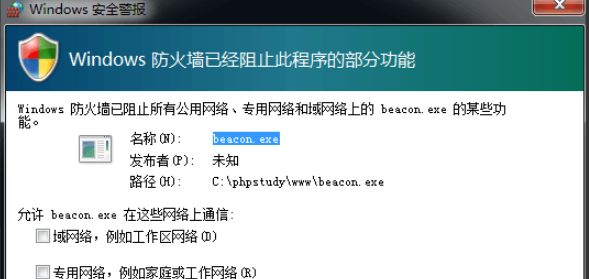 Windows 安全警报
Windows 防火墙已经阻止此程序的部分功能
Windows 防火墙已阻止所有公用网络、专用网络和域网络上的 beacon.exe 的某些功
能。
名称(N): beacon.exe
发布者(P): 未知
路径(H): C:\phpstudy\www\beacon.exe
允许 beacon.exe 在这些网络上通信:
域网络，例如工作区网络(D)
专用网络，例如家庭或工作网络(R)